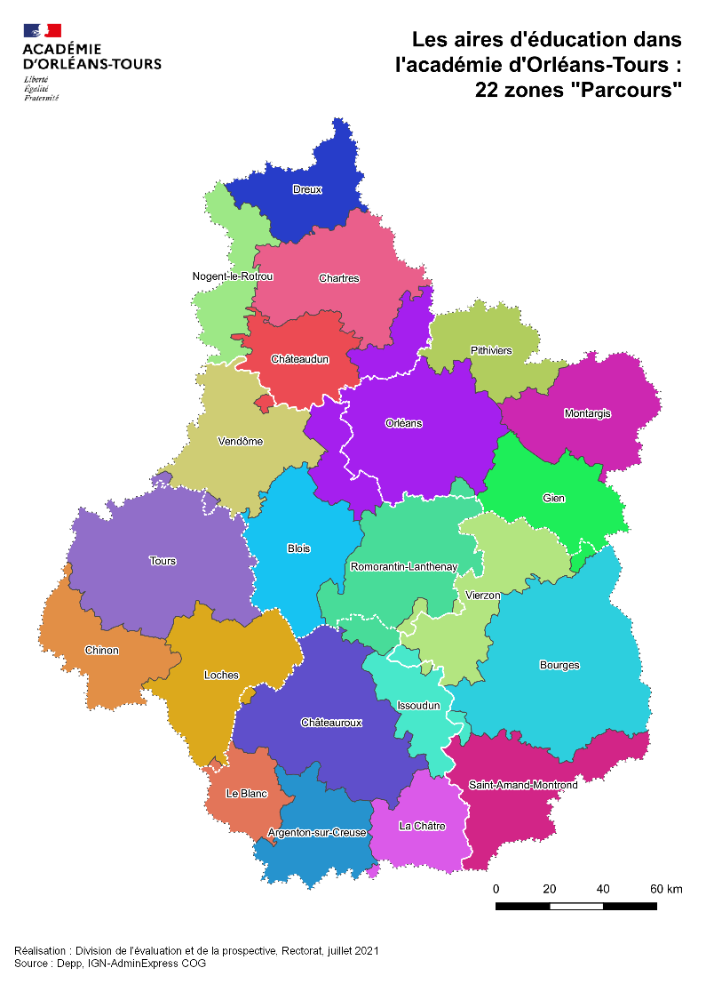 ACADÉMIE
D'ORLÉANS-TOURS
Liberté
Égalité
Fraternité
Les aires d'éducation dans
l'académie d'Orléans-Tours :
22 zones "Parcours"
Dreux
Nogent-le-Rotrou
Chartres
Châteaudun
Pithiviers
Orléans
Montargis
Vendôme
Gien
Blois
Tours
Romorantin-Lanthenay
Vierzon
Chinon
Loches
Bourges
Issoudun
Châteauroux
Le Blanc
Saint-Amand-Montrond
La Châtre
Argenton-sur-Creuse
0 20 40 60 km
Réalisation : Division de l'évaluation et de la prospective, Rectorat, juillet 2021
Source : Depp, IGN-AdminExpress COG